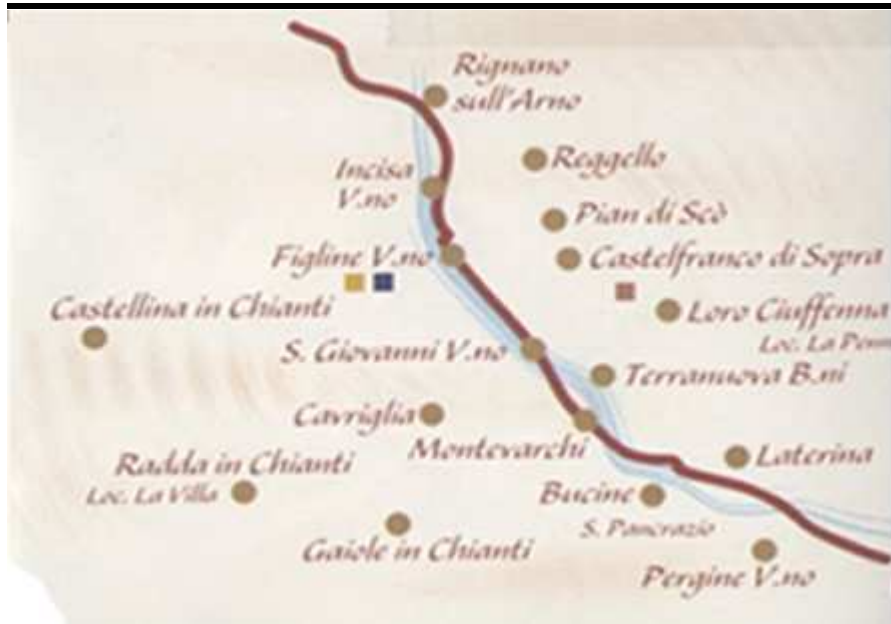 Rignano
sull'Arno
Reggello
Incisa
V.no
Pian di Scò
Figline V.no
Castelfranco di Sopra
Castellina in Chianti
Loro Ciuffenna
Loc. La
S. Giovanni V.no
Terranuova B.ni
Cavriglia
Montevarchi
Laterina
Radda in Chianti
Loc. La Villa
Bucine
S. Pancrazio
Gaiole in Chianti
Pergine V.no